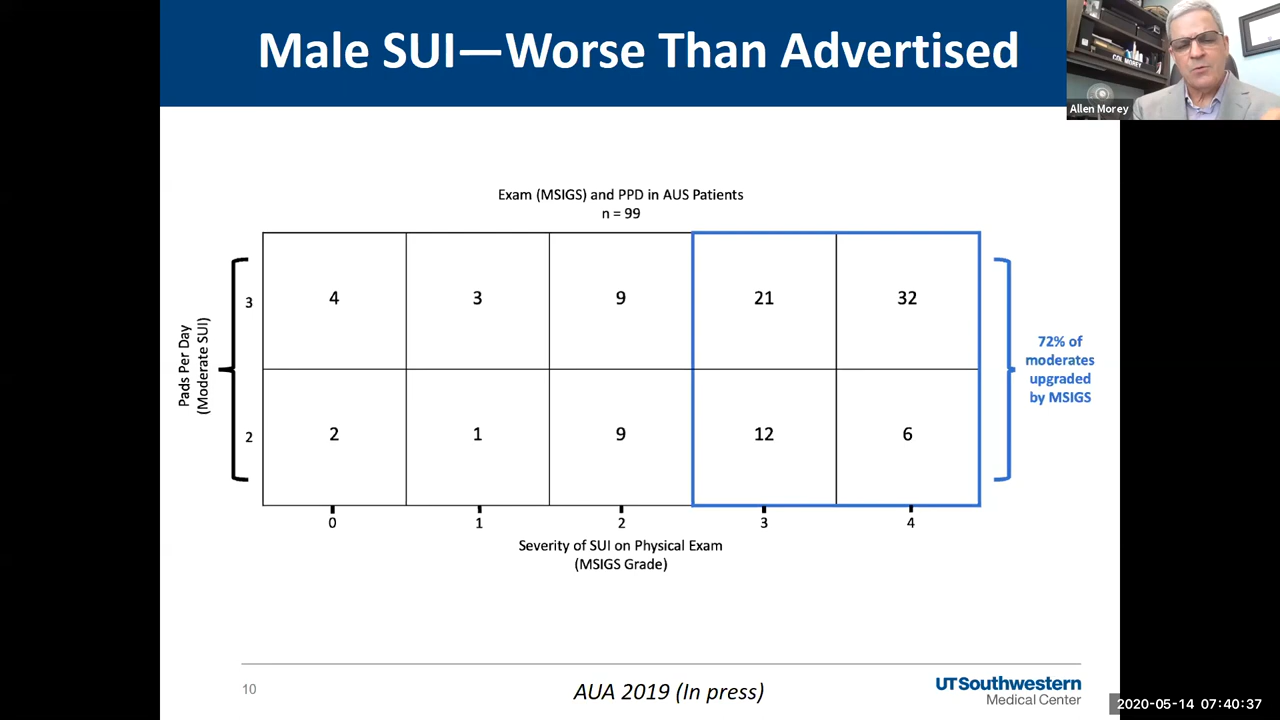 Male SUI—Worse Than Advertised
COL MOREY
Allen Morey
Exam (MSIGS) and PPD in AUS Patients
n = 99
Pads Per Day
(Moderate SUI)
3
4
3
9
21
32
2
2
1
9
12
6
72% of
moderates
upgraded
by MSIGS
0
1
2
3
4
Severity of SUI on Physical Exam
(MSIGS Grade)
10
AUA 2019 (In press)
UTSouthwestern
Medical Center
2020-05-14 07:40:37